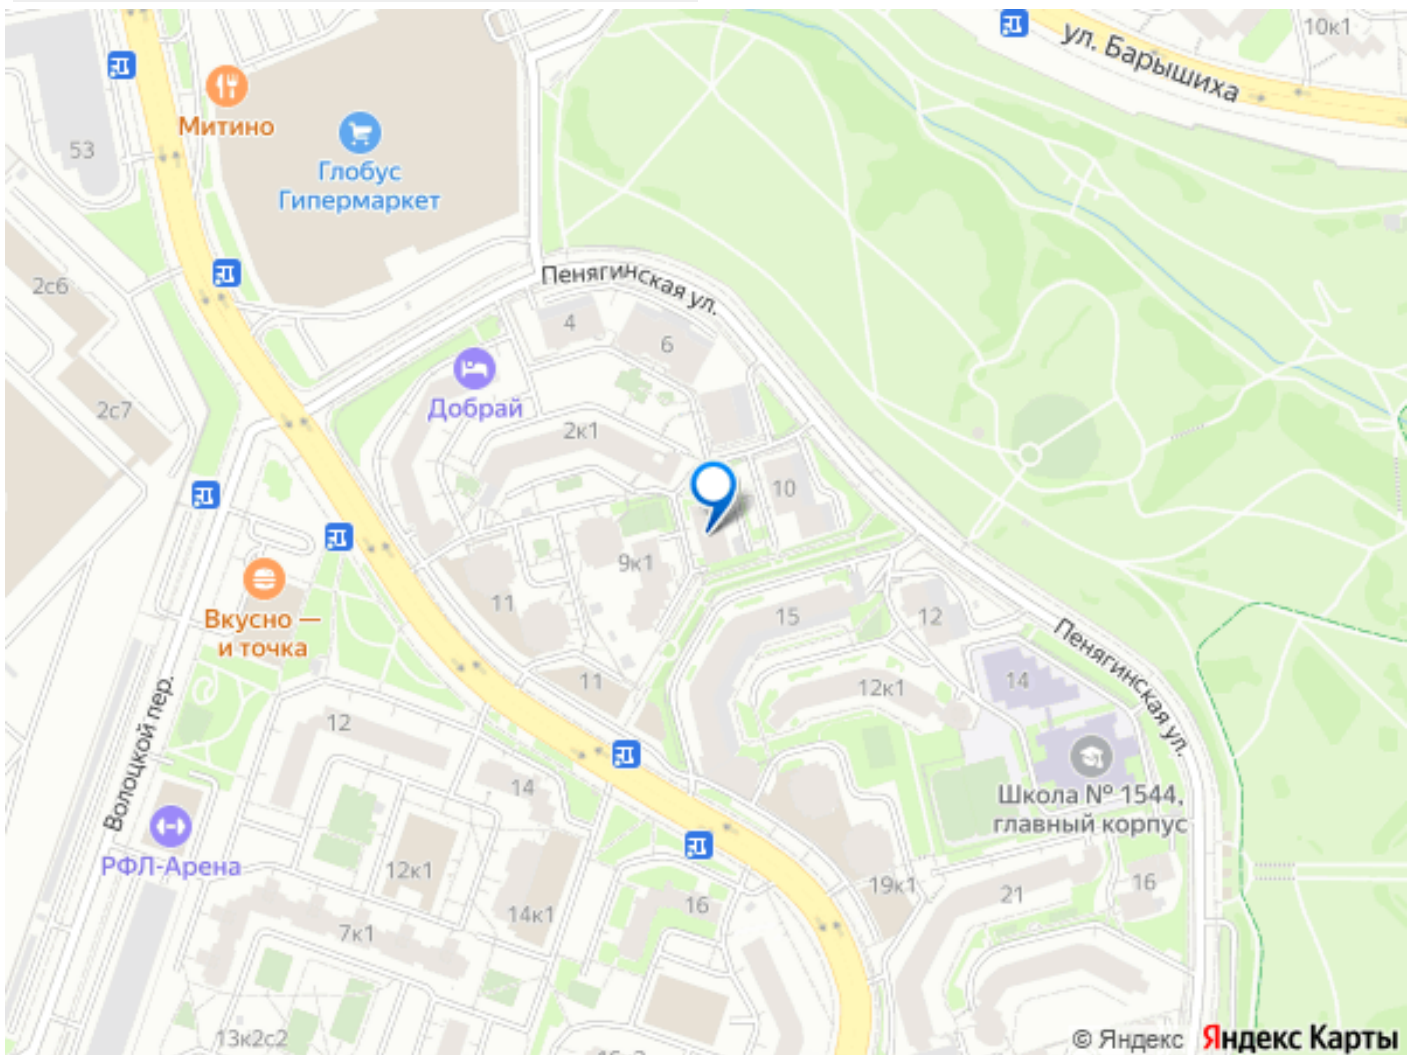 10к1
ул. Барышиха
Митино
53
Глобус
Гипермаркет
2с6
Пенягинская ул.
4
6
2с7
Добрай
2к1
10
9к1
11
Вкусно —
и точка
15
12
Пенягинская ул.
11
14
12к1
Волоцкой пер.
12
14
Школа № 1544,
главный корпус
РФЛ-Арена
12к1
19к1
21
16
14к1
16
7к1
13к2с2
© Яндекс Яндекс Карты